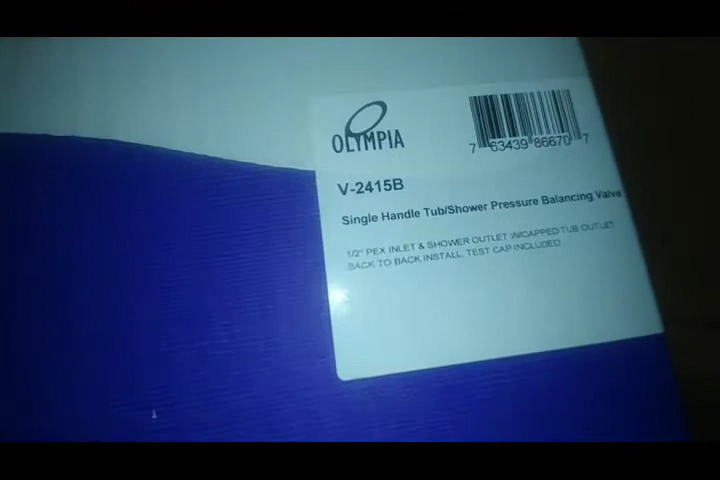 OLYMPIA
7 63439 86670 7
V-2415B
Single Handle Tub/Shower Pressure Balancing Valve
1/2" PEX INLET & SHOWER OUTLET W/CAPPED TUB OUTLET
BACK TO BACK INSTALL, TEST CAP INCLUDED